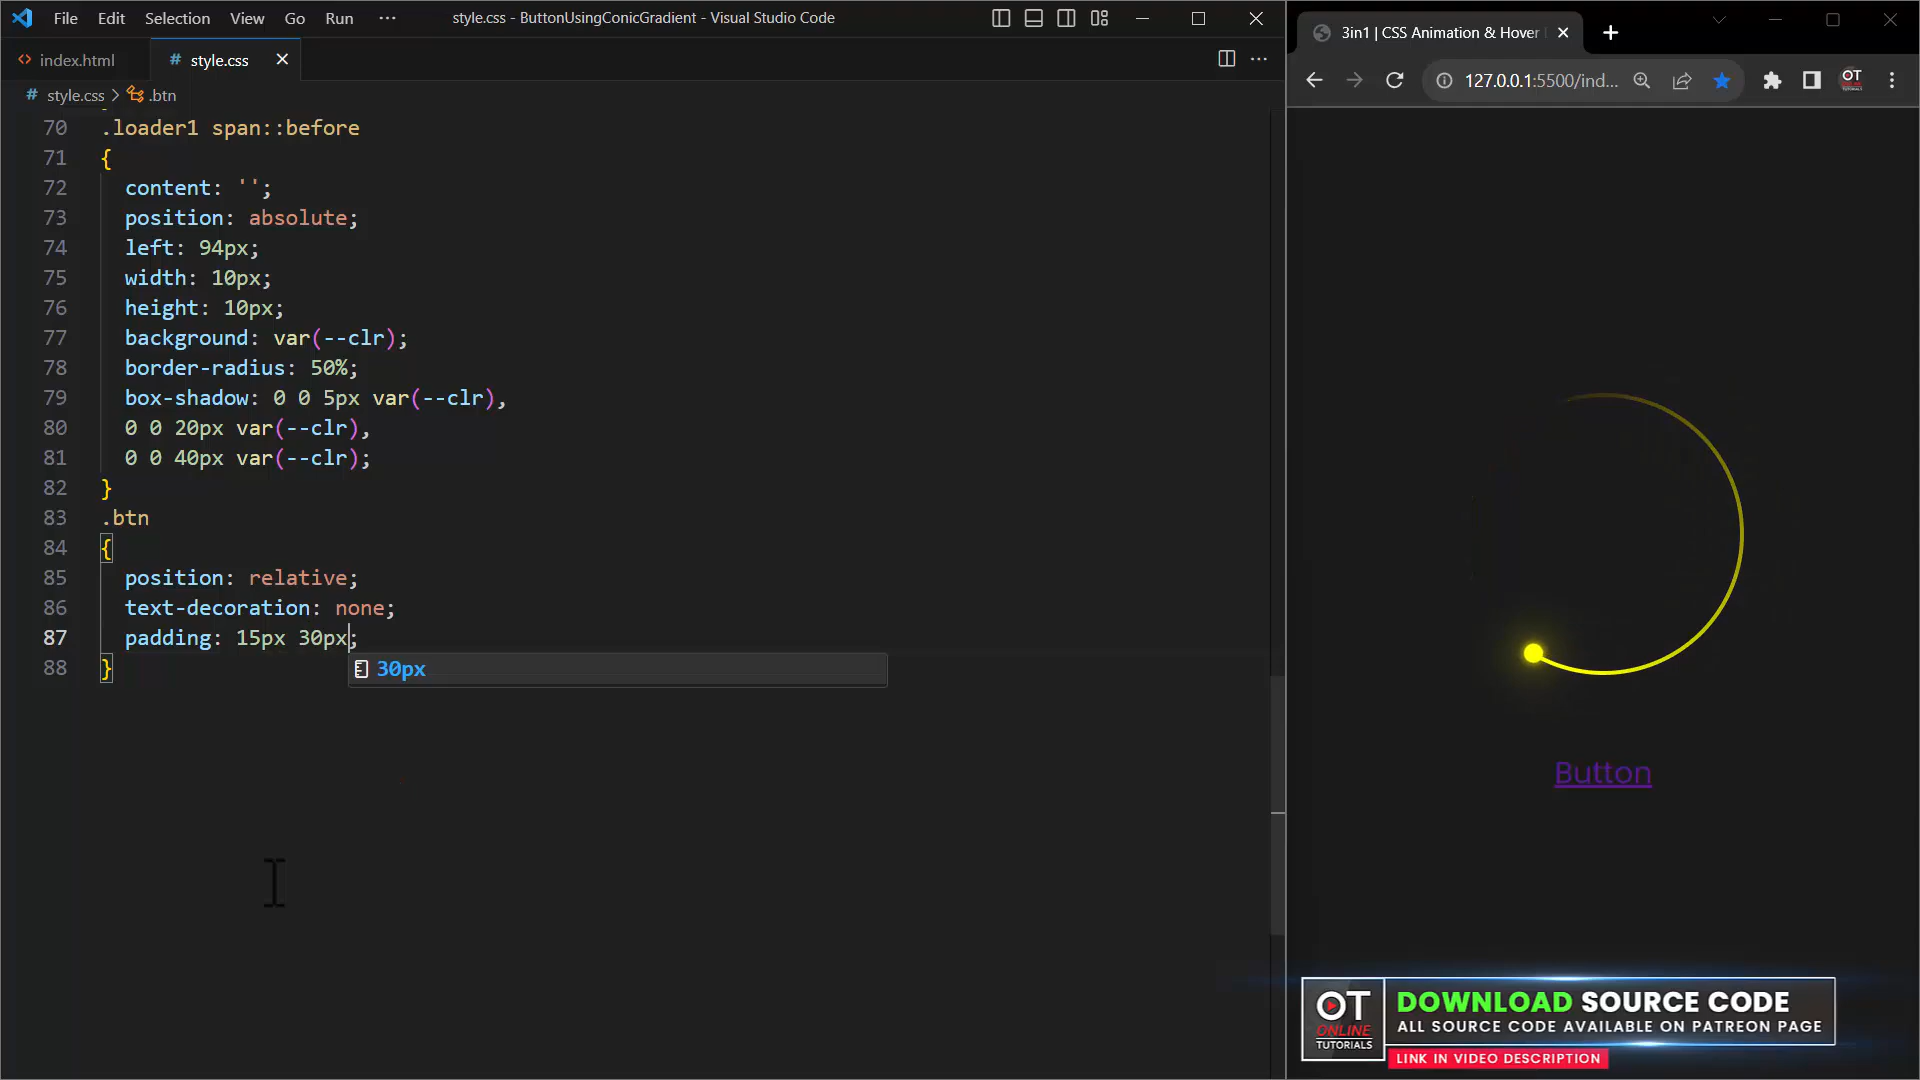 File Edit Selection View Go Run ··· style.css - ButtonUsingConicGradient - Visual Studio Code
index.html # style.css
# style.css > .btn
70 .loader1 span::before
71 {
72 content: '';
73 position: absolute;
74 left: 94px;
75 width: 10px;
76 height: 10px;
77 background: var(--clr);
78 border-radius: 50%;
79 box-shadow: 0 0 5px var(--clr),
80 0 0 20px var(--clr),
81 0 0 40px var(--clr);
82 }
83 .btn
84 {
85 position: relative;
86 text-decoration: none;
87 padding: 15px 30px;
88 }
30px
3in1 | CSS Animation & Hover
127.0.0.1:5500/ind...
OT
Button
OT
ONLINE
TUTORIALS
DOWNLOAD SOURCE CODE
ALL SOURCE CODE AVAILABLE ON PATREON PAGE
LINK IN VIDEO DESCRIPTION